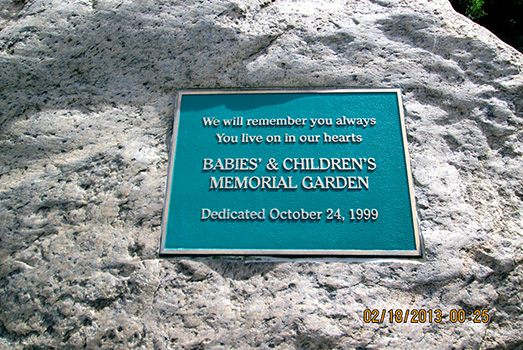 We will remember you always
You live on in our hearts
BABIES' & CHILDREN'S
MEMORIAL GARDEN
Dedicated October 24, 1999
02/18/2013 00:25